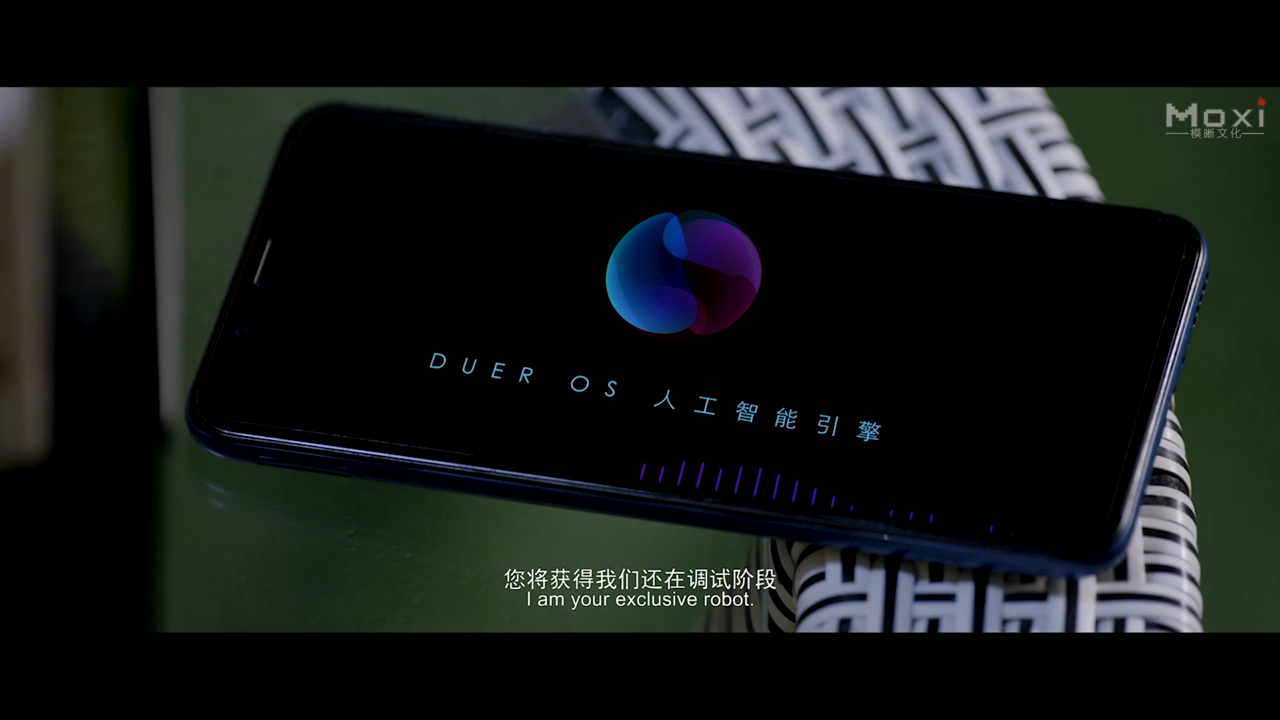 Moxi
模晰文化
DUER OS 人工智能引擎
您将获得我们还在调试阶段
I am your exclusive robot.